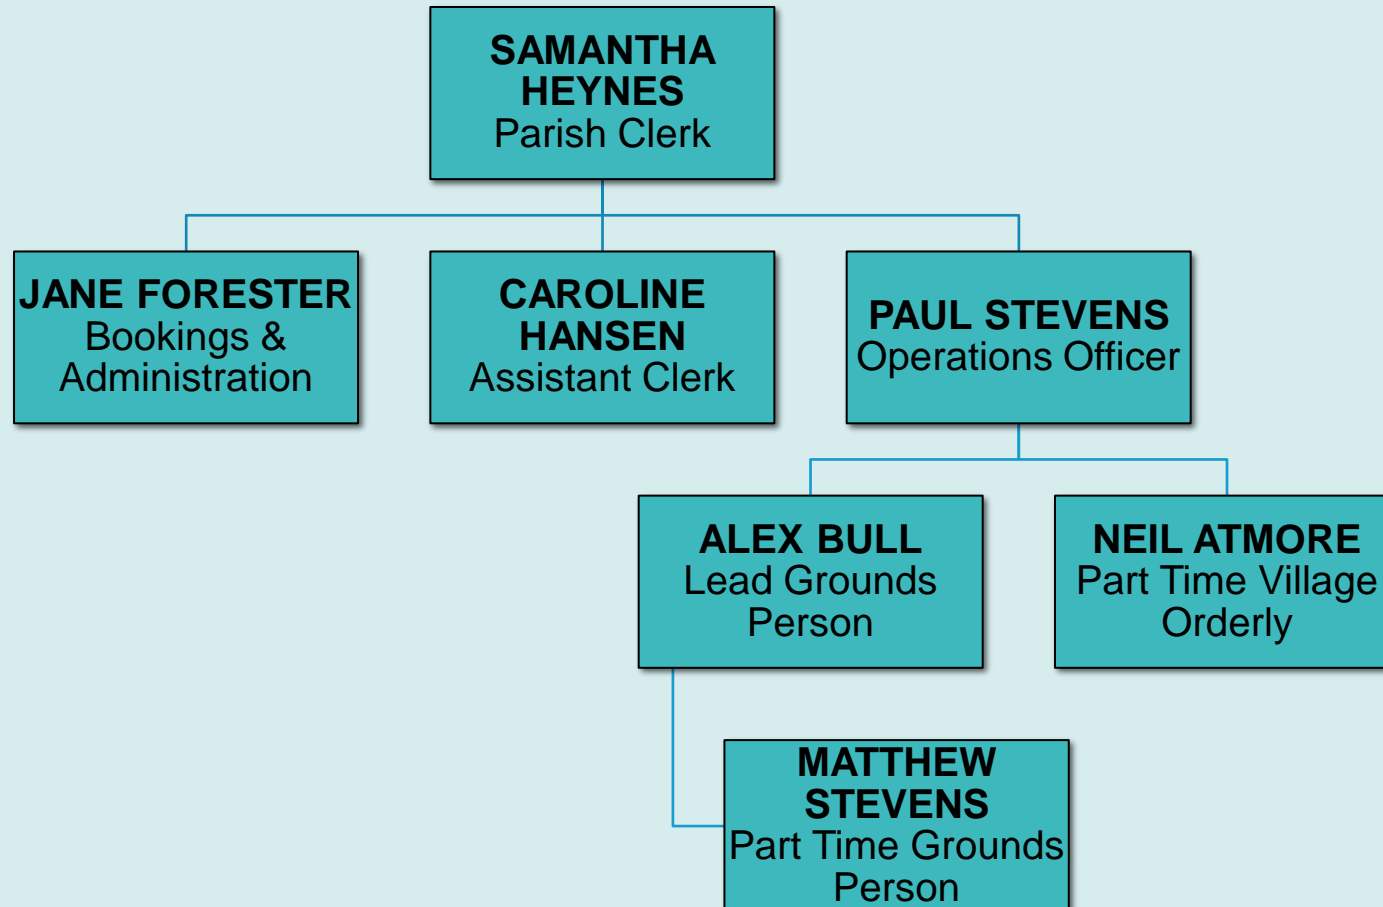 SAMANTHA
HEYNES
Parish Clerk
JANE FORESTER
Bookings &
Administration
CAROLINE
HANSEN
Assistant Clerk
PAUL STEVENS
Operations Officer
ALEX BULL
Lead Grounds
Person
NEIL ATMORE
Part Time Village
Orderly
MATTHEW
STEVENS
Part Time Grounds
Person